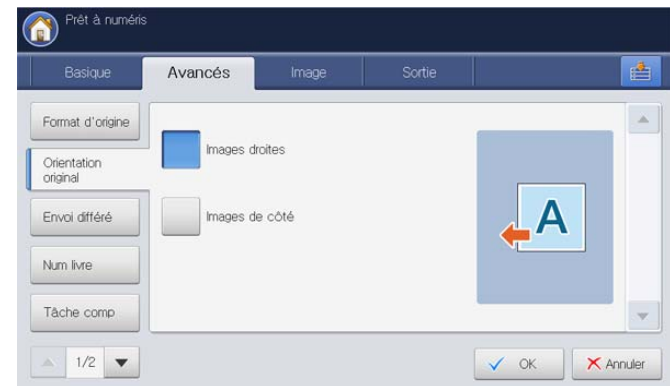 Prêt à numéris
Basique
Avancés
Image
Sortie
Format d'origine
Orientation
original
Envoi différé
Num livre
Tâche comp
1/2
Images droites
Images de côté
A
OK
Annuler